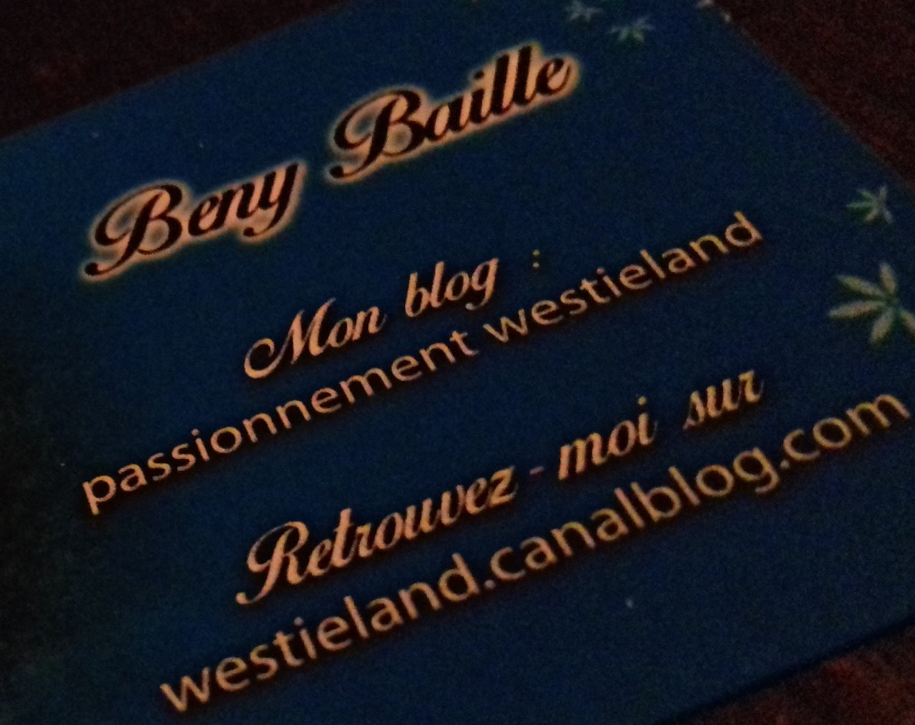 Beny Baille
Mon blog :
passionnement westieland
Retrouvez-moi sur
westieland.canalblog.com